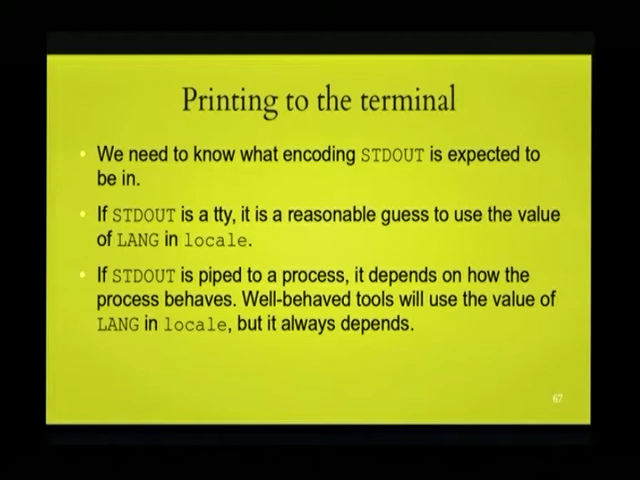 Printing to the terminal
• We need to know what encoding STDOUT is expected to
be in.
• If STDOUT is a tty, it is a reasonable guess to use the value
of LANG in locale.
• If STDOUT is piped to a process, it depends on how the
process behaves. Well-behaved tools will use the value of
LANG in locale, but it always depends.
67